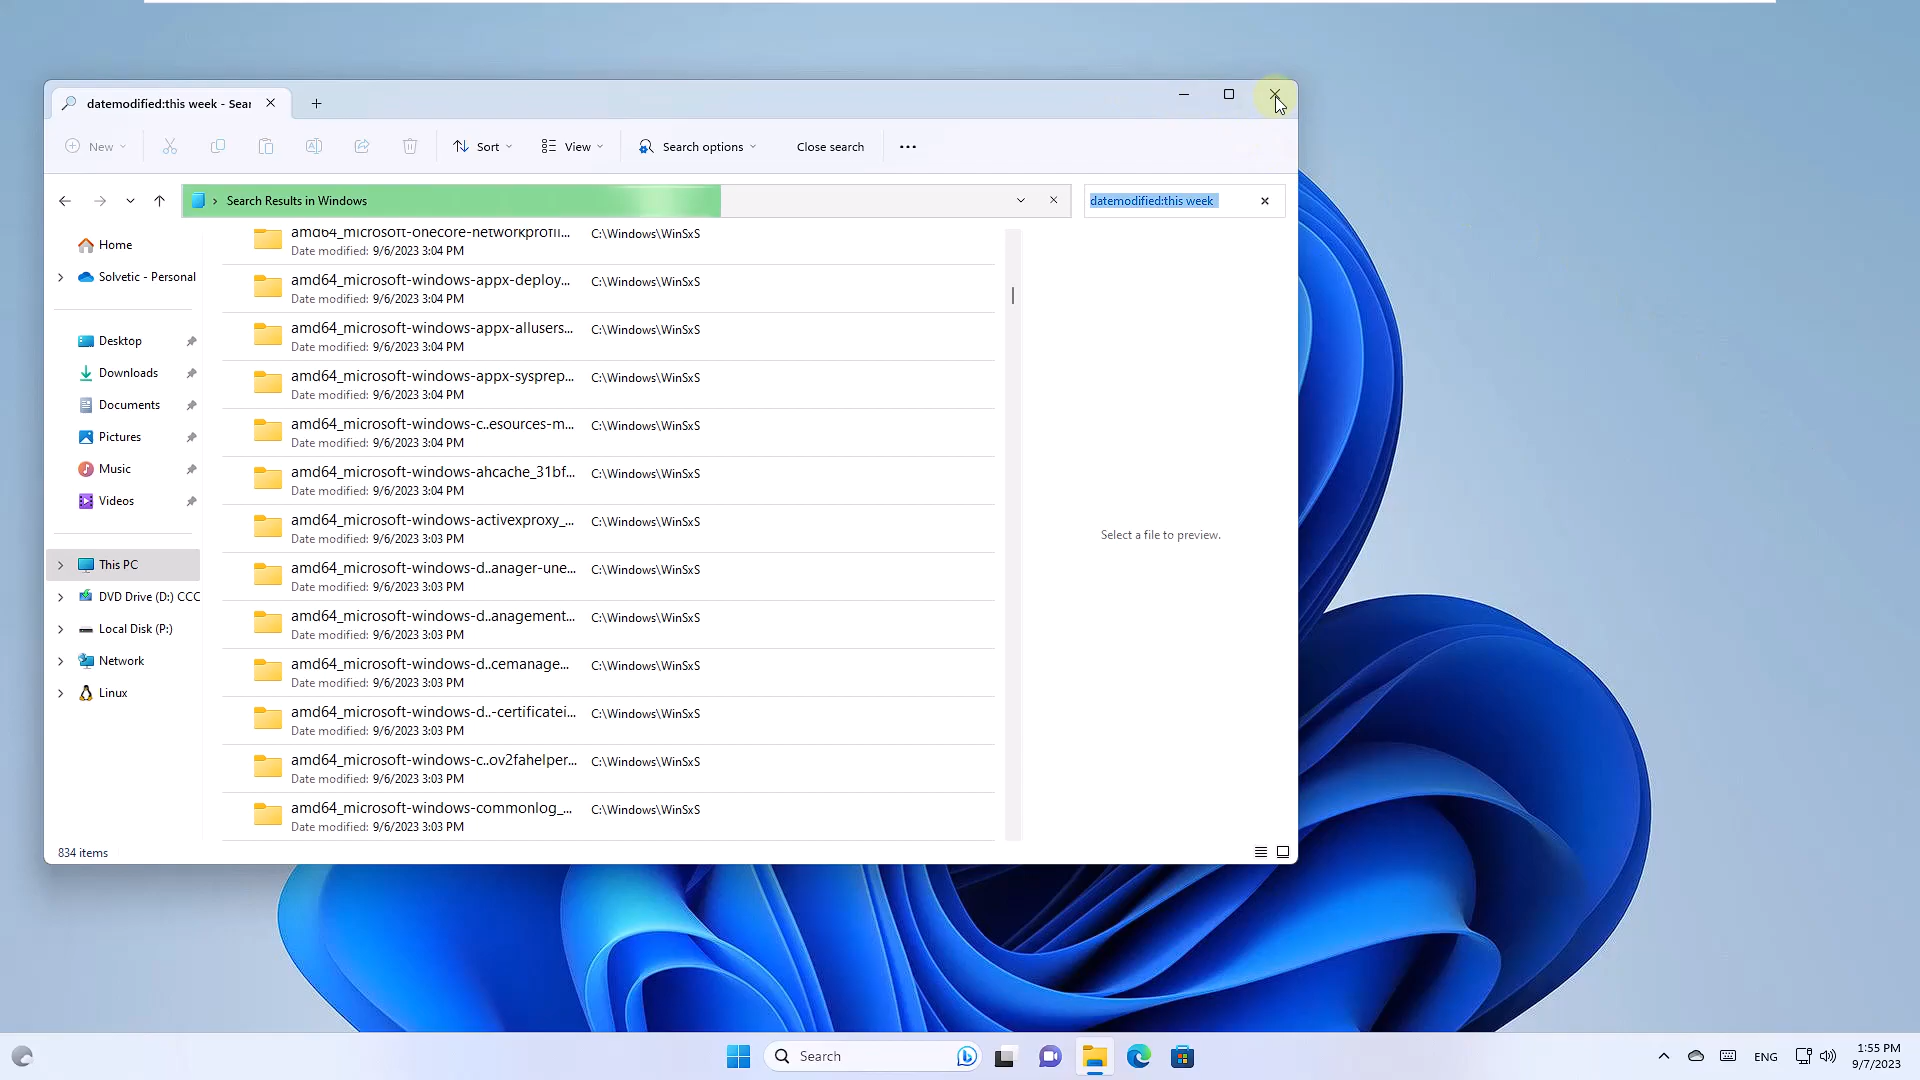 datemodified:this week - Sear
New
Sort
View
Search options
Close search
Search Results in Windows
datemodified:this week
Home
Solvetic - Personal
Desktop
Downloads
Documents
Pictures
Music
Videos
This PC
DVD Drive (D:) CCC
Local Disk (P:)
Network
Linux
amd64_microsoft-onecore-networkprofil... C:\Windows\WinSxS
Date modified: 9/6/2023 3:04 PM
amd64_microsoft-windows-appx-deploy... C:\Windows\WinSxS
Date modified: 9/6/2023 3:04 PM
amd64_microsoft-windows-appx-allusers... C:\Windows\WinSxS
Date modified: 9/6/2023 3:04 PM
amd64_microsoft-windows-appx-sysprep... C:\Windows\WinSxS
Date modified: 9/6/2023 3:04 PM
amd64_microsoft-windows-c..esources-m... C:\Windows\WinSxS
Date modified: 9/6/2023 3:04 PM
amd64_microsoft-windows-ahcache_31bf... C:\Windows\WinSxS
Date modified: 9/6/2023 3:04 PM
amd64_microsoft-windows-activexproxy_... C:\Windows\WinSxS
Date modified: 9/6/2023 3:03 PM
amd64_microsoft-windows-d..anager-une... C:\Windows\WinSxS
Date modified: 9/6/2023 3:03 PM
amd64_microsoft-windows-d..anagement... C:\Windows\WinSxS
Date modified: 9/6/2023 3:03 PM
amd64_microsoft-windows-d..cemanage... C:\Windows\WinSxS
Date modified: 9/6/2023 3:03 PM
amd64_microsoft-windows-d..-certificatei... C:\Windows\WinSxS
Date modified: 9/6/2023 3:03 PM
amd64_microsoft-windows-c..ov2fahelper... C:\Windows\WinSxS
Date modified: 9/6/2023 3:03 PM
amd64_microsoft-windows-commonlog_... C:\Windows\WinSxS
Date modified: 9/6/2023 3:03 PM
Select a file to preview.
834 items
Search
ENG
1:55 PM
9/7/2023